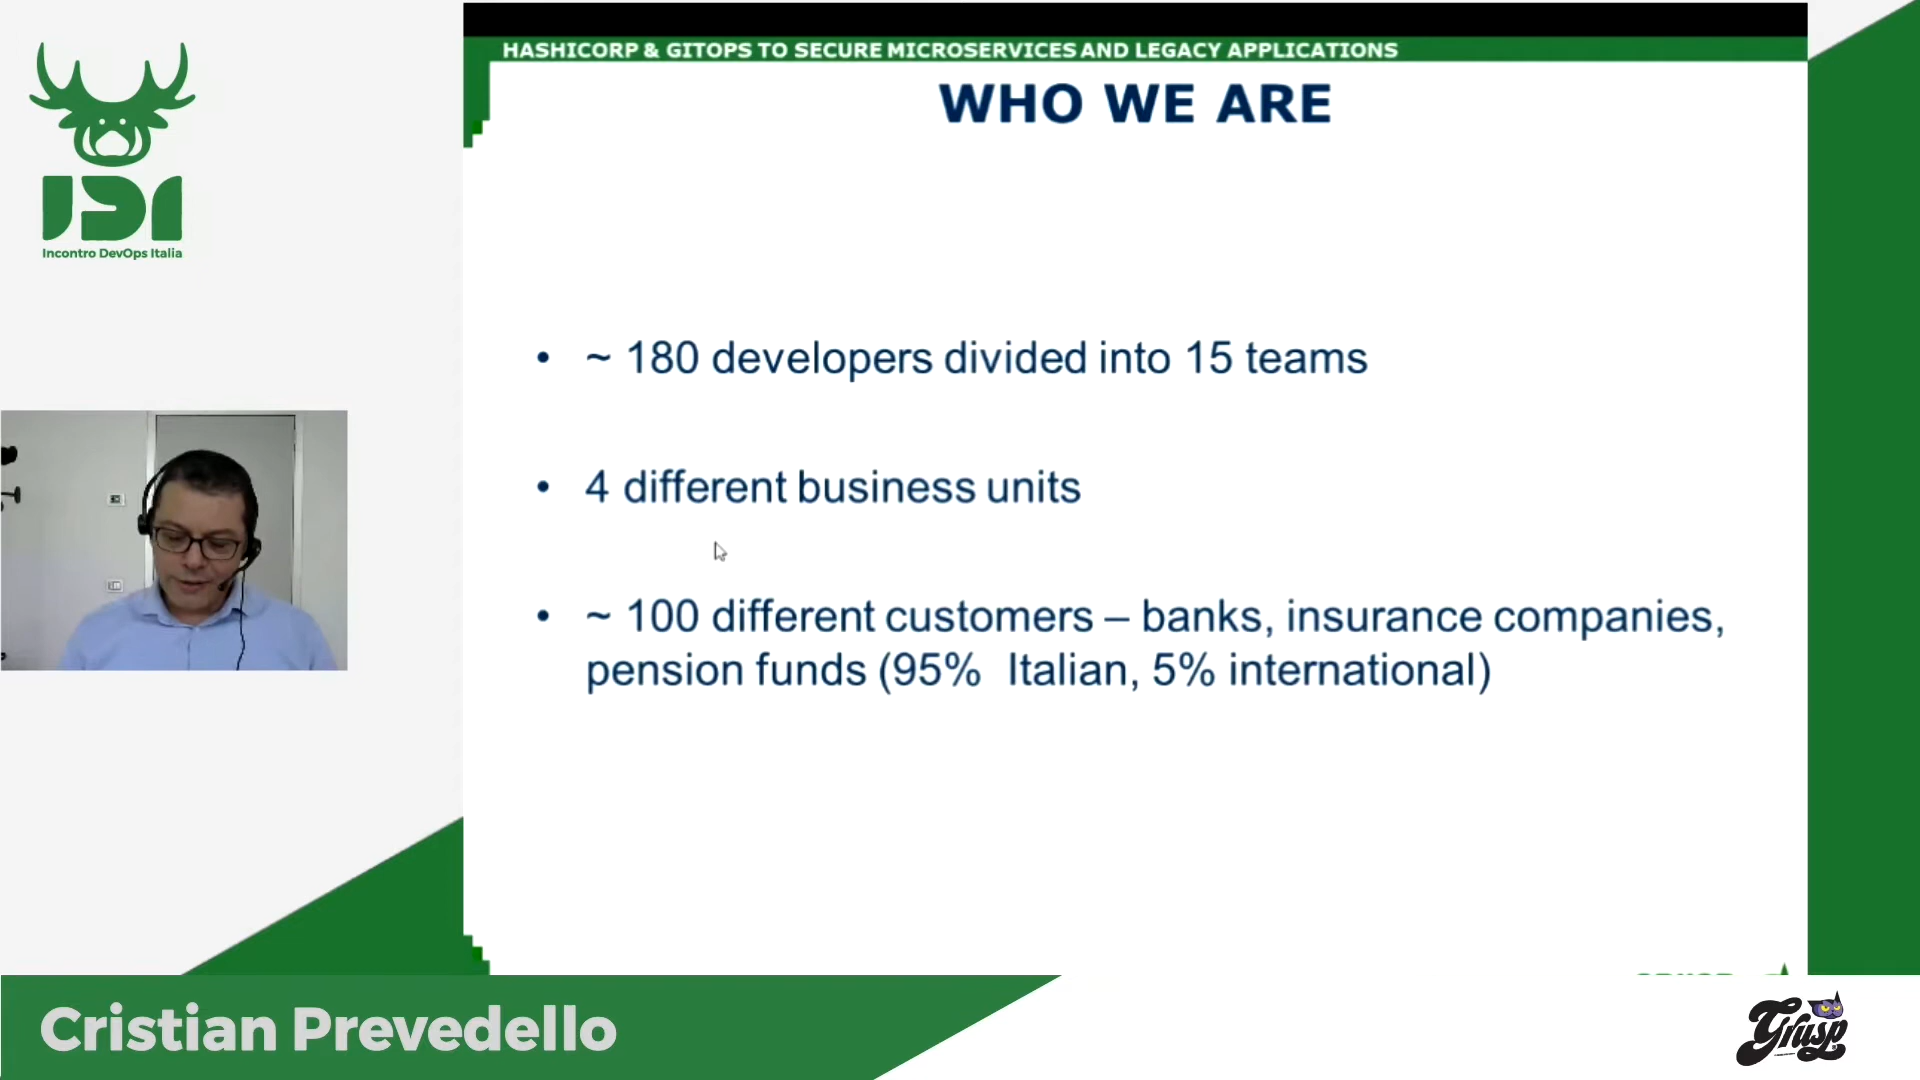 HASHICORP & GITOPS TO SECURE MICROSERVICES AND LEGACY APPLICATIONS
WHO WE ARE
IDI
Incontro DevOps Italia
• ~ 180 developers divided into 15 teams
• 4 different business units
• ~ 100 different customers – banks, insurance companies,
pension funds (95%  Italian, 5% international)
Cristian Prevedello
Grusp